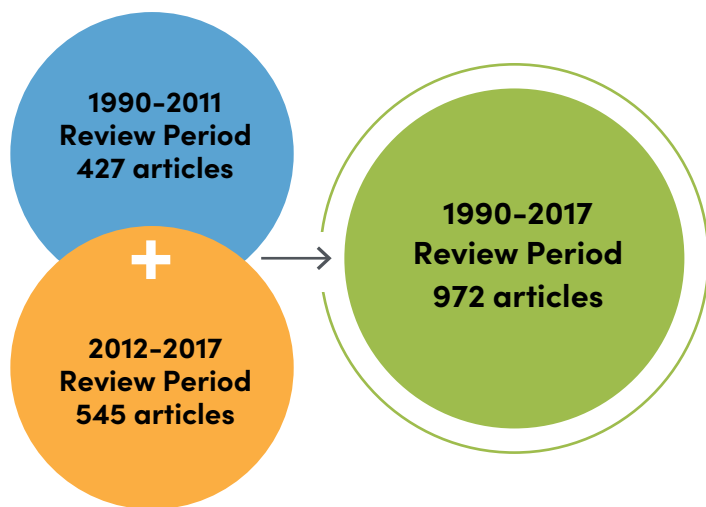 1990-2011
Review Period
427 articles
+
2012-2017
Review Period
545 articles
1990-2017
Review Period
972 articles